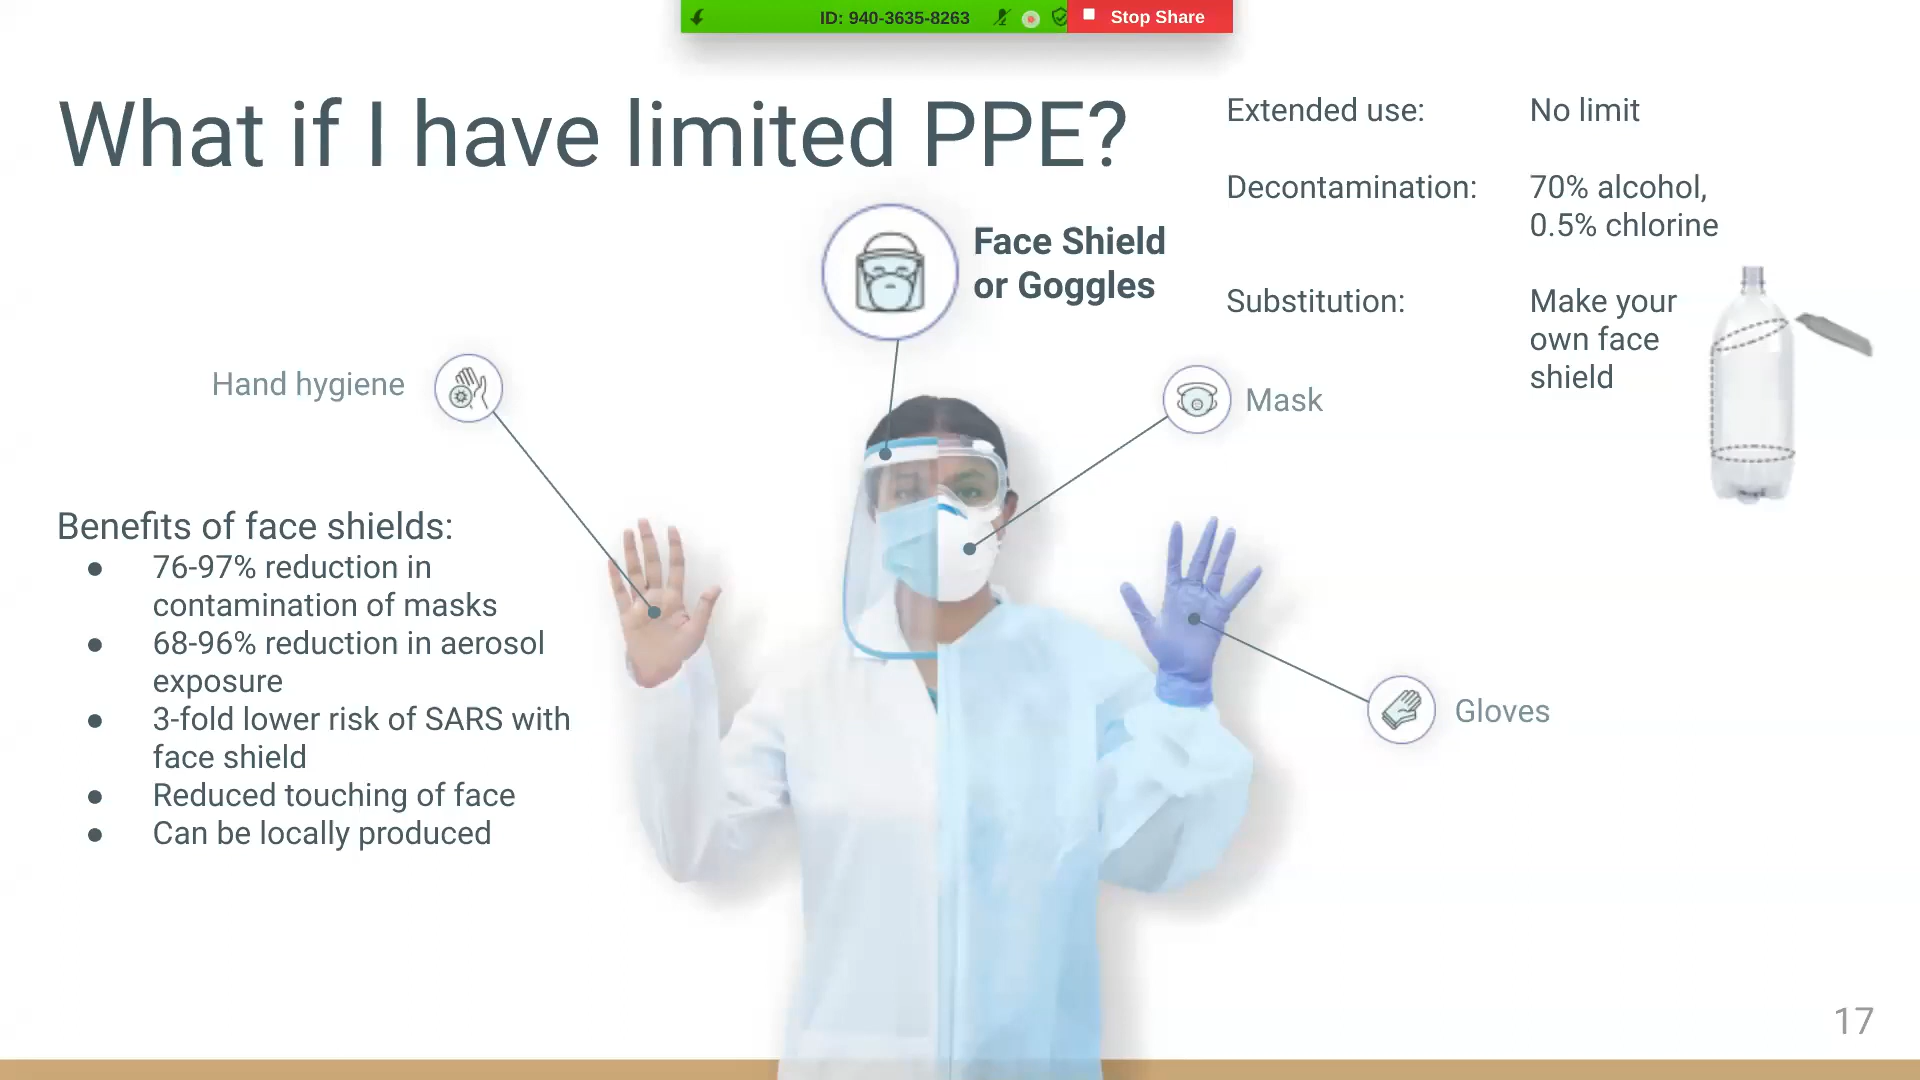 ID: 940-3635-8263
Stop Share
What if I have limited PPE?
Extended use: No limit
Decontamination: 70% alcohol,
0.5% chlorine
Substitution: Make your
own face
shield
Face Shield
or Goggles
Hand hygiene
Mask
Benefits of face shields:
● 76-97% reduction in
contamination of masks
● 68-96% reduction in aerosol
exposure
● 3-fold lower risk of SARS with
face shield
● Reduced touching of face
● Can be locally produced
Gloves
17